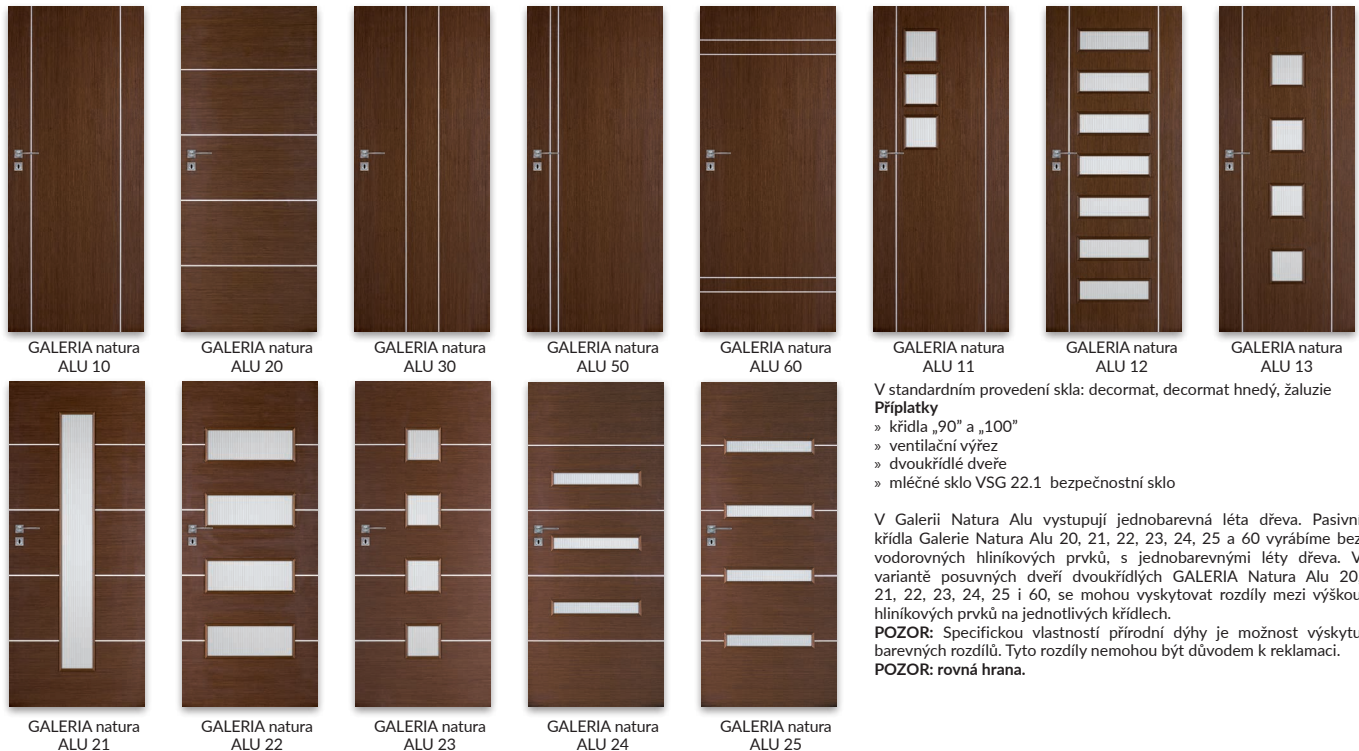 GALERIA natura
ALU 10
GALERIA natura
ALU 20
GALERIA natura
ALU 30
GALERIA natura
ALU 50
GALERIA natura
ALU 60
GALERIA natura
ALU 11
GALERIA natura
ALU 12
GALERIA natura
ALU 13
GALERIA natura
ALU 21
GALERIA natura
ALU 22
GALERIA natura
ALU 23
GALERIA natura
ALU 24
GALERIA natura
ALU 25
V standardním provedení skla: decormat, decormat hnedý, žaluzie
Příplatky
» křidla „90” a „100”
» ventilační výřez
» dvoukřídlé dveře
» mléčné sklo VSG 22.1 bezpečnostní sklo
V Galerii Natura Alu vystupují jednobarevná léta dřeva. Pasivní
křídla Galerie Natura Alu 20, 21, 22, 23, 24, 25 a 60 vyrábíme bez
vodorovných hliníkových prvků, s jednobarevnými léty dřeva. V
variantě posuvných dveří dvoukřídlých GALERIA Natura Alu 20,
21, 22, 23, 24, 25 i 60, se mohou vyskytovat rozdíly mezi výškou
hliníkových prvků na jednotlivých křídlech.
POZOR: Specifickou vlastností přírodní dýhy je možnost výskytu
barevných rozdílů. Tyto rozdíly nemohou být důvodem k reklamaci.
POZOR: rovná hrana.